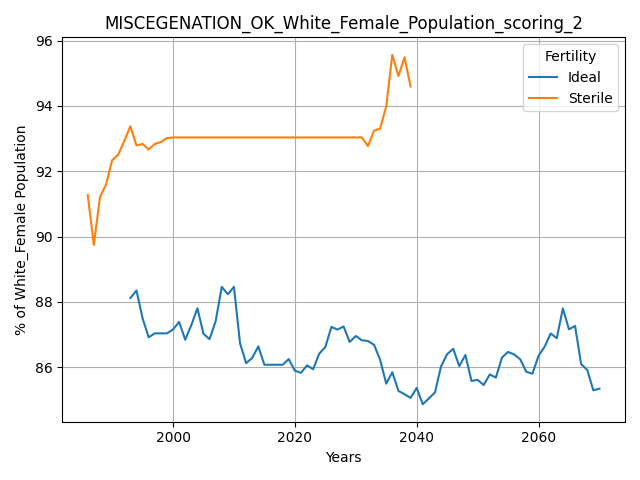 MISCEGENATION_OK_White_Female_Population_scoring_2
% of White_Female Population
96
94
92
90
88
86
Fertility
Ideal
Sterile
2000 2020 2040 2060
Years